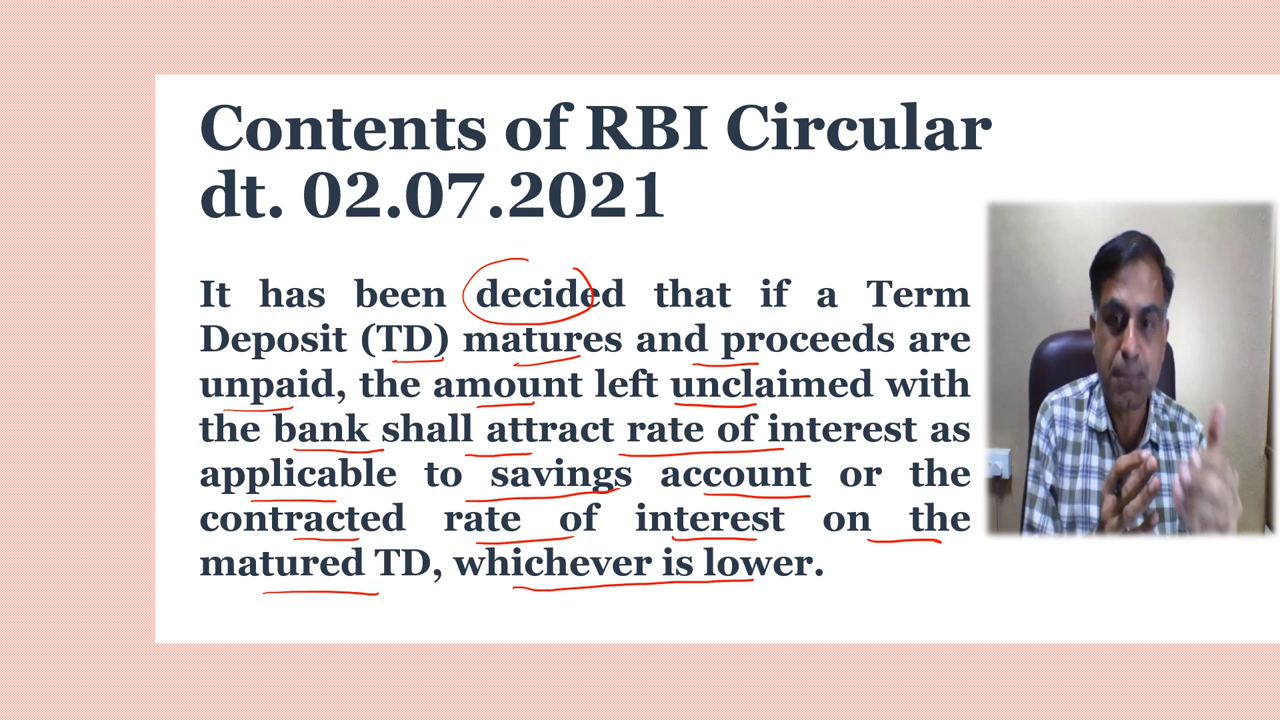 Contents of RBI Circular
dt. 02.07.2021
It has been decided that if a Term
Deposit (TD) matures and proceeds are
unpaid, the amount left unclaimed with
the bank shall attract rate of interest as
applicable to savings account or the
contracted rate of interest on the
matured TD, whichever is lower.